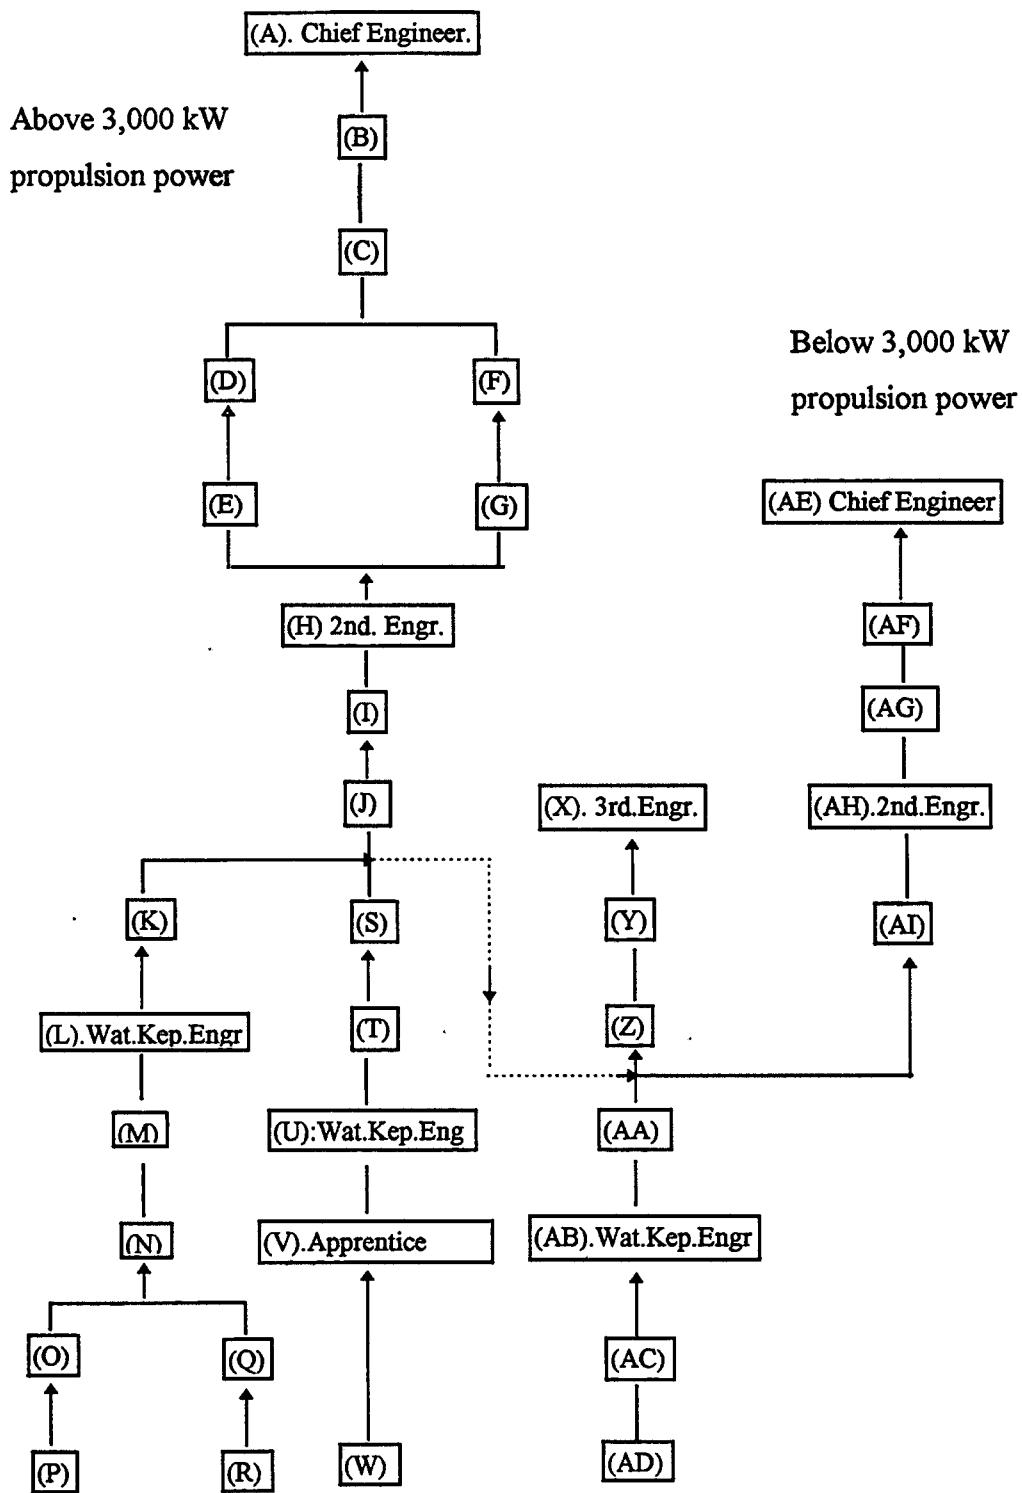 (A). Chief Engineer.
Above 3,000 kW
propulsion power
(B)
(C)
(D)
(F)
Below 3,000 kW
propulsion power
(E)
(G)
(AE) Chief Engineer
(H) 2nd. Engr.
(AF)
(I)
(AG)
(J)
(X). 3rd.Engr.
(AH).2nd.Engr.
(K)
(S)
(Y)
(AI)
(L).Wat.Kep.Engr
(T)
(Z)
(M)
(U):Wat.Kep.Eng
(AA)
(N)
(V).Apprentice
(AB).Wat.Kep.Engr
(O)
(Q)
(AC)
(P)
(R)
(W)
(AD)